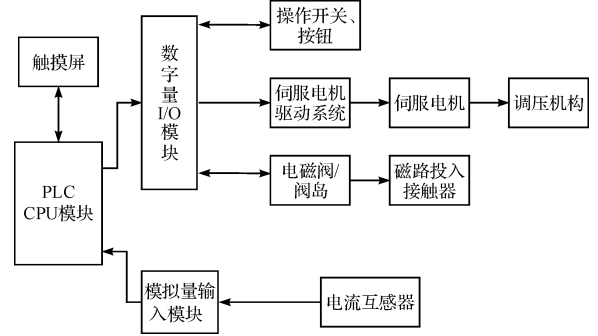 操作开关、
按钮
触摸屏
数
字
量
I/O
模
块
伺服电机
驱动系统
伺服电机
调压机构
电磁阀/
阀岛
磁路投入
接触器
PLC
CPU模块
模拟量输
入模块
电流互感器